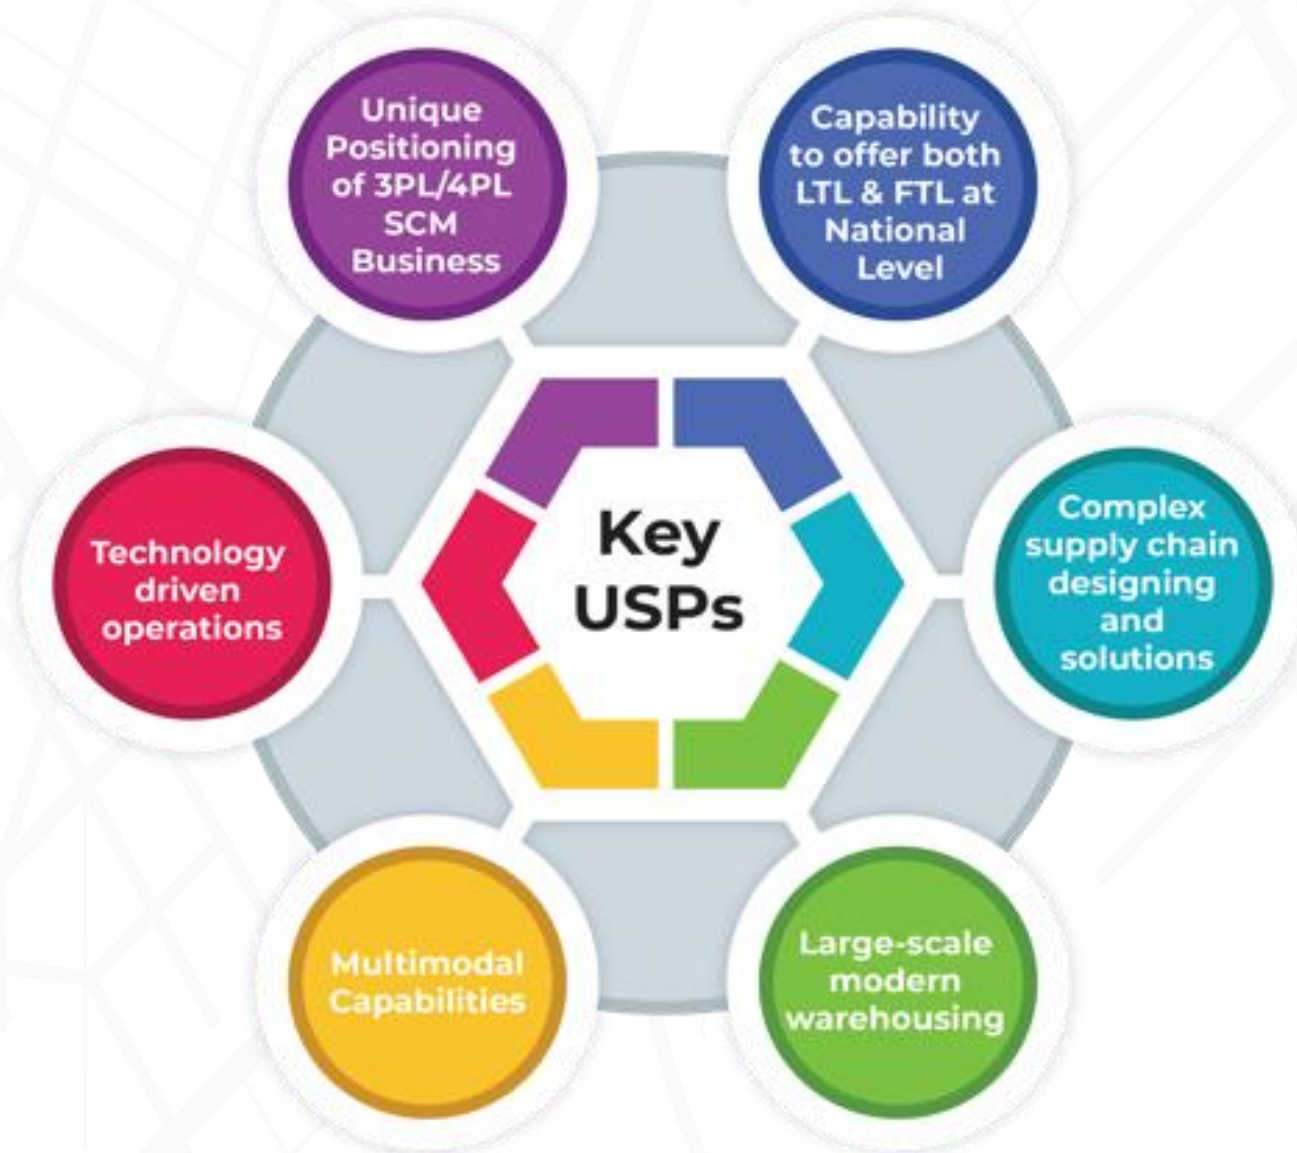 Unique
Positioning
of 3PL/4PL
SCM
Business
Capability
to offer both
LTL & FTL at
National
Level
Technology
driven
operations
Key
USPs
Complex
supply chain
designing
and
solutions
Multimodal
Capabilities
Large-scale
modern
warehousing